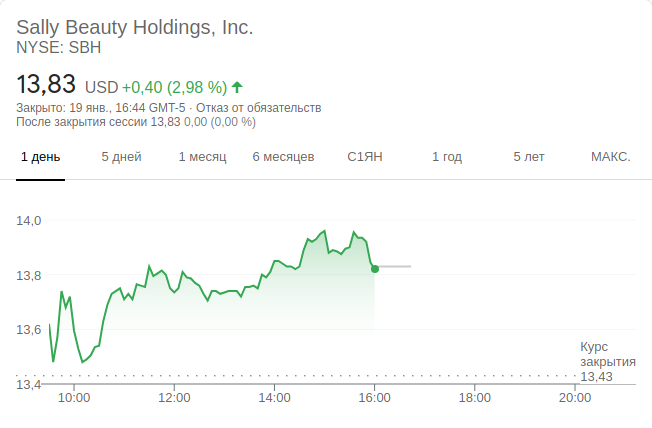 Sally Beauty Holdings, Inc.
NYSE: SBH
13,83 USD +0,40 (2,98 %)
Закрыто: 19 янв., 16:44 GMT-5 · Отказ от обязательств
После закрытия сессии 13,83 0,00 (0,00 %)
1 день 5 дней 1 месяц 6 месяцев С1ЯН 1 год 5 лет МАКС.
14,0
13,8
13,6
Курс
закрытия
13,43
13,4
10:00 12:00 14:00 16:00 18:00 20:00